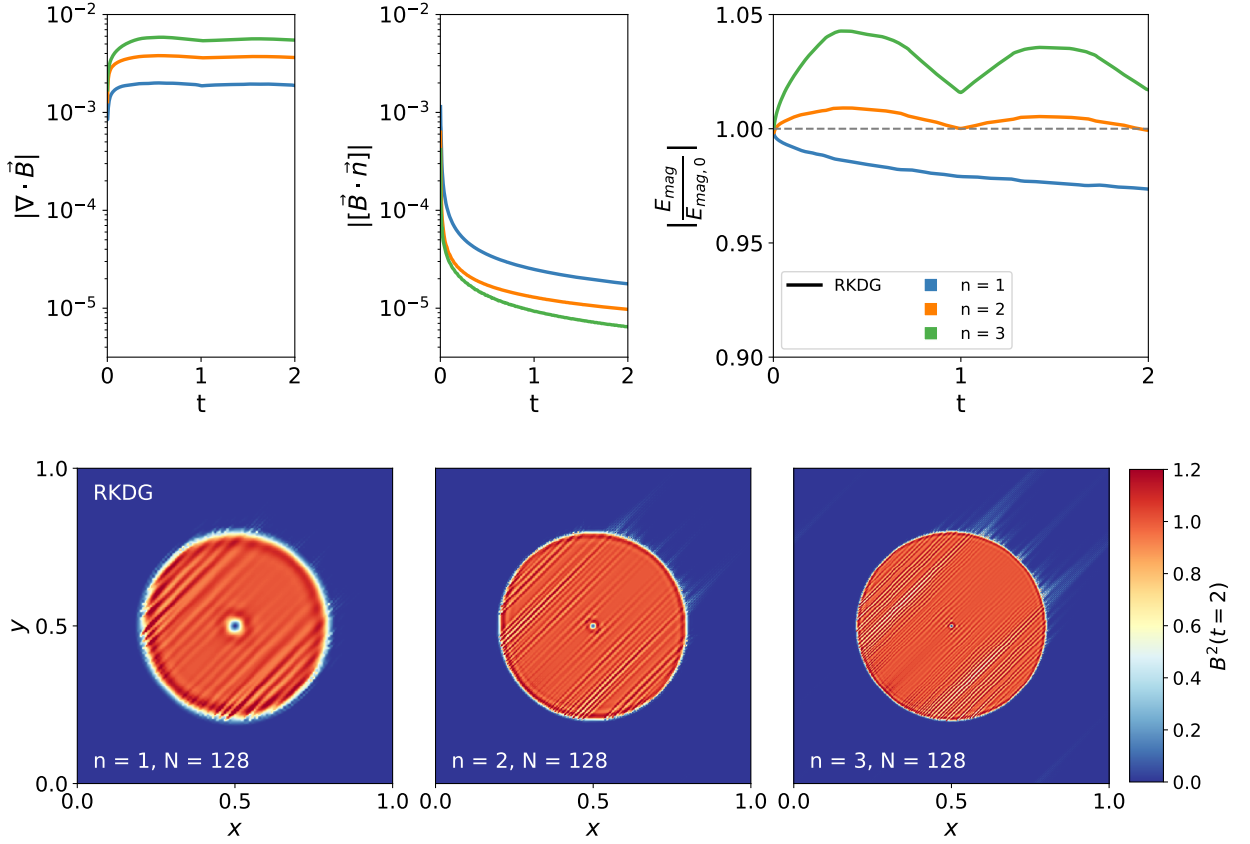 |∇ · B⃗|
10⁻²
10⁻³
10⁻⁴
10⁻⁵
0 1 2
t
||[B⃗ · n⃗]||
10⁻²
10⁻³
10⁻⁴
10⁻⁵
0 1 2
t
|E_mag / E_mag, 0|
1.05
1.00
0.95
0.90
RKDG
n = 1
n = 2
n = 3
0 1 2
t
y
1.0
0.5
0.0
RKDG
n = 1, N = 128
0.0 0.5 1.0
x
n = 2, N = 128
0.0 0.5 1.0
x
n = 3, N = 128
0.0 0.5 1.0
x
1.2
1.0
0.8
0.6
0.4
0.2
0.0
B²(t = 2)